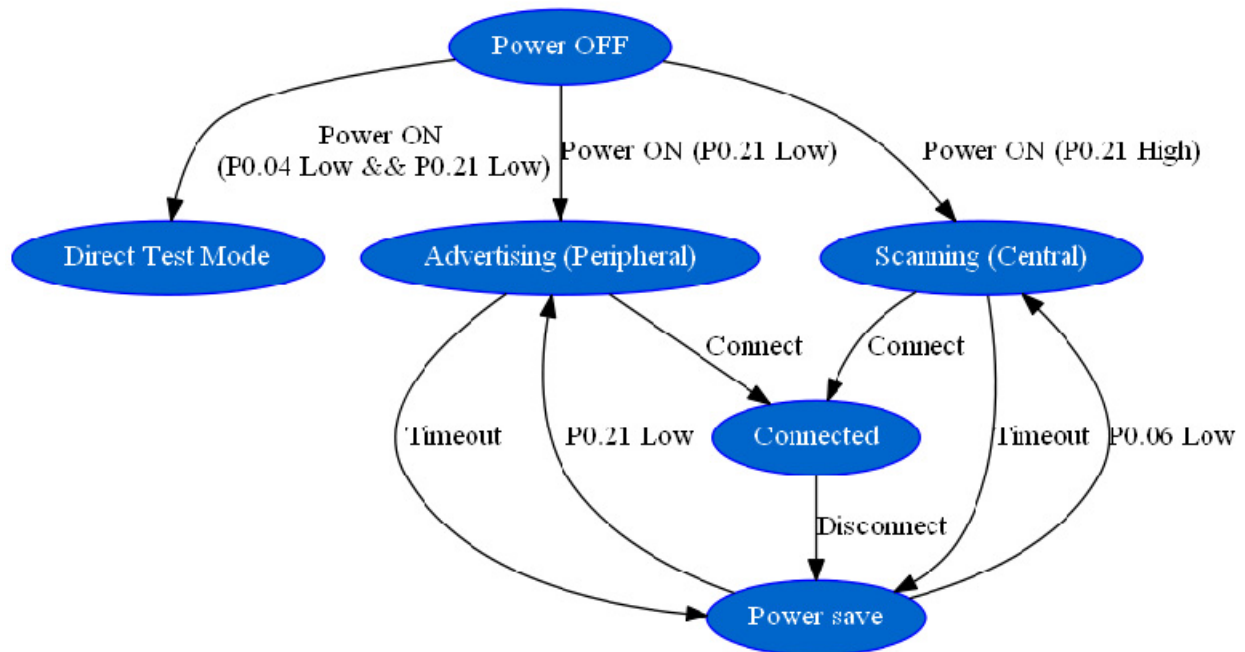 Power OFF
Power ON
(P0.04 Low && P0.21 Low)
Power ON (P0.21 Low)
Power ON (P0.21 High)
Direct Test Mode
Advertising (Peripheral)
Scanning (Central)
Connect
Connect
Timeout
P0.21 Low
Connected
Timeout
P0.06 Low
Disconnect
Power save